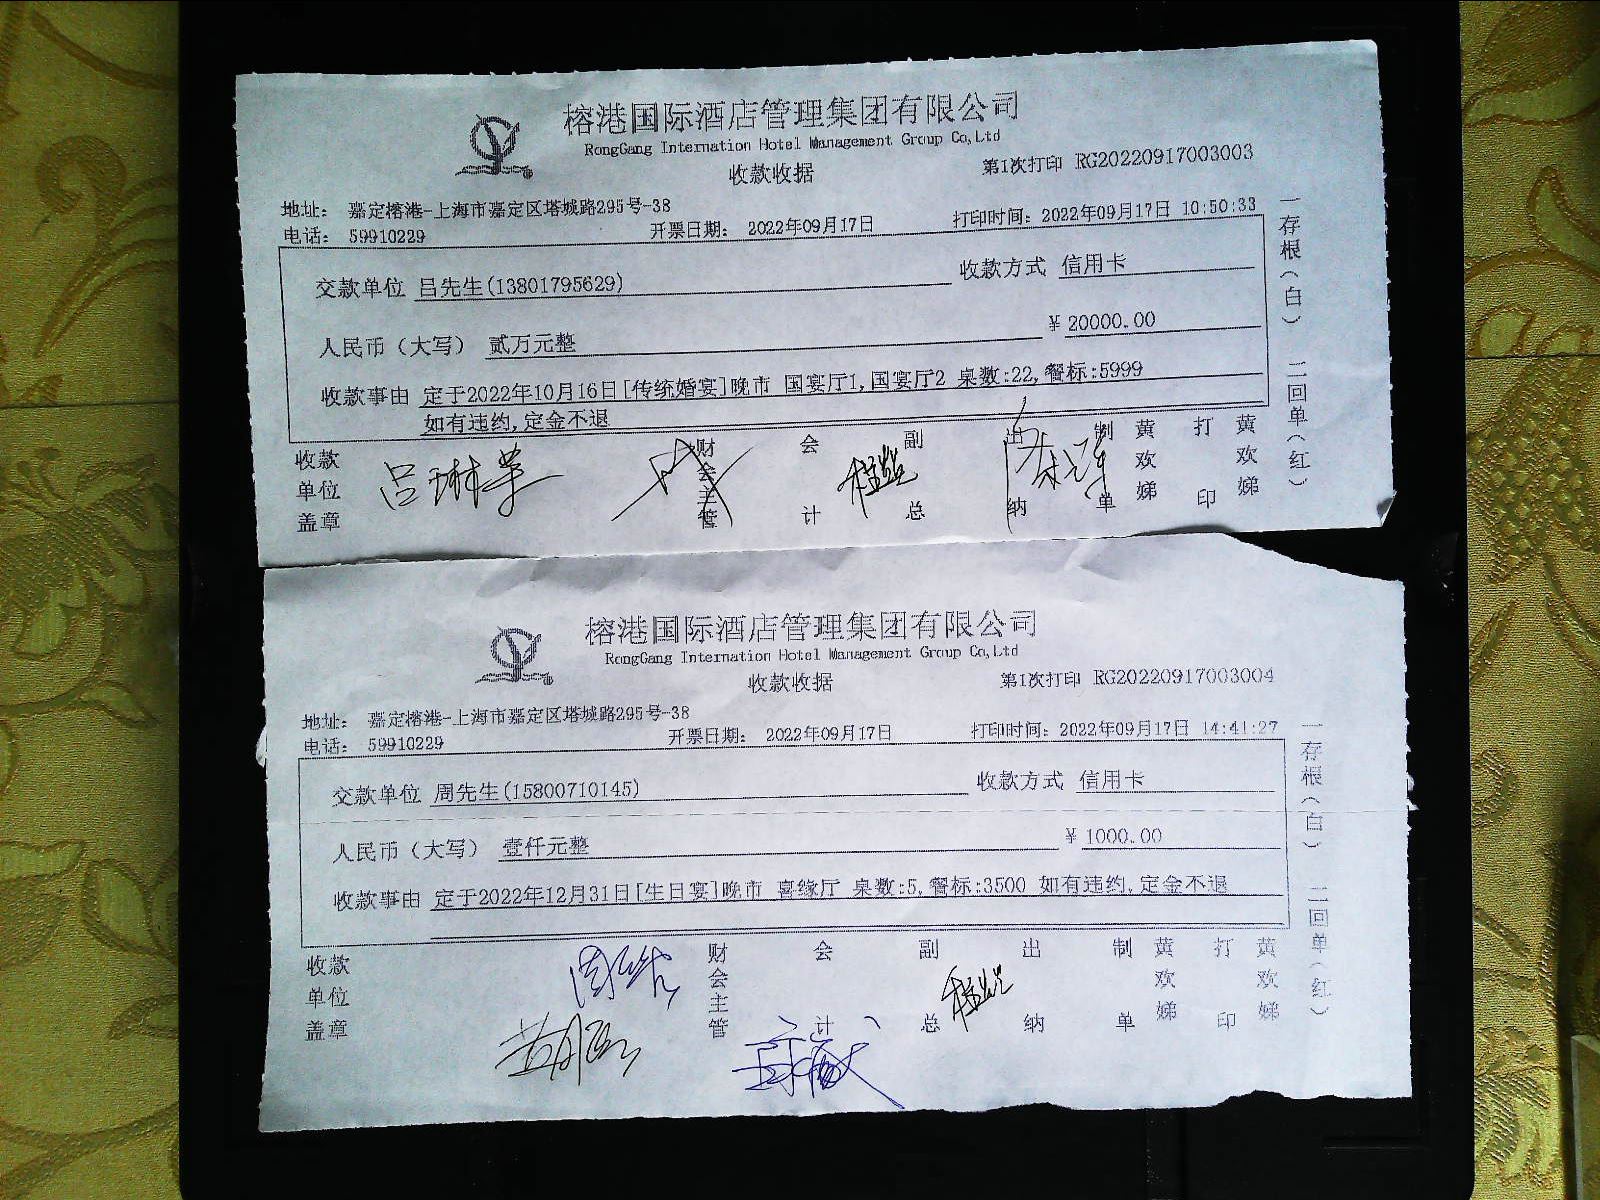 榕港国际酒店管理集团有限公司
RongGang Internation Hotel Management Group Co,Ltd
收款收据
第1次打印 RG20220917003003
地址: 嘉定榕港-上海市嘉定区塔城路295号-38
电话: 59910229 开票日期: 2022年09月17日 打印时间: 2022年09月17日 10:50:33
交款单位 吕先生(13801795629) 收款方式 信用卡
人民币(大写) 贰万元整 ¥ 20000.00
收款事由 定于2022年10月16日[传统婚宴]晚市 国宴厅1,国宴厅2 桌数:22,餐标:5999
如有违约,定金不退
收款单位盖章 财会主管 会计 副总 出纳 制单 黄欢娣 打印 黄欢娣
一存根(白) 二回单(红)
榕港国际酒店管理集团有限公司
RongGang Internation Hotel Management Group Co,Ltd
收款收据
第1次打印 RG20220917003004
地址: 嘉定榕港-上海市嘉定区塔城路295号-38
电话: 59910229 开票日期: 2022年09月17日 打印时间: 2022年09月17日 14:41:27
交款单位 周先生(15800710145) 收款方式 信用卡
人民币(大写) 壹仟元整 ¥ 1000.00
收款事由 定于2022年12月31日[生日宴]晚市 喜缘厅 桌数:5,餐标:3500 如有违约,定金不退
收款单位盖章 财会主管 会计 副总 出纳 制单 黄欢娣 打印 黄欢娣
一存根(白) 二回单(红)